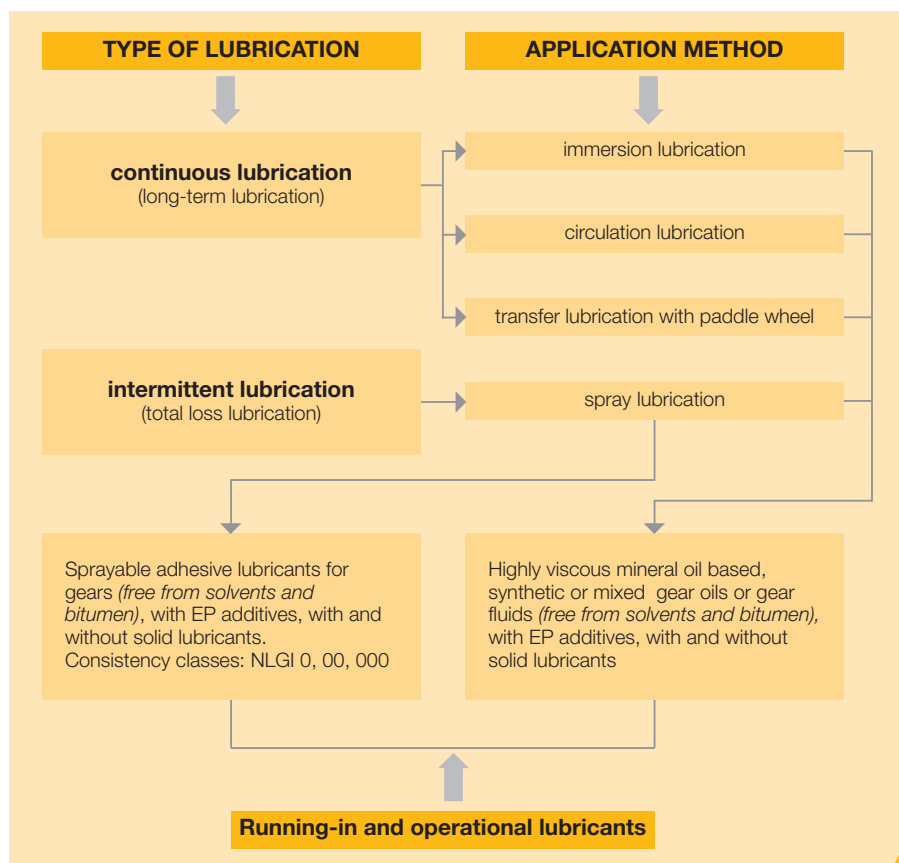 TYPE OF LUBRICATION
APPLICATION METHOD
continuous lubrication
(long-term lubrication)
immersion lubrication
circulation lubrication
transfer lubrication with paddle wheel
intermittent lubrication
(total loss lubrication)
spray lubrication
Sprayable adhesive lubricants for
gears (free from solvents and
bitumen), with EP additives, with and
without solid lubricants.
Consistency classes: NLGI 0, 00, 000
Highly viscous mineral oil based,
synthetic or mixed gear oils or gear
fluids (free from solvents and bitumen),
with EP additives, with and without
solid lubricants
Running-in and operational lubricants